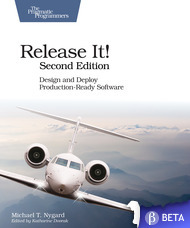 The Pragmatic Programmers
Release It!
Second Edition
Design and Deploy
Production-Ready Software
Michael T. Nygard
Edited by Katharine Dvorak
β BETA